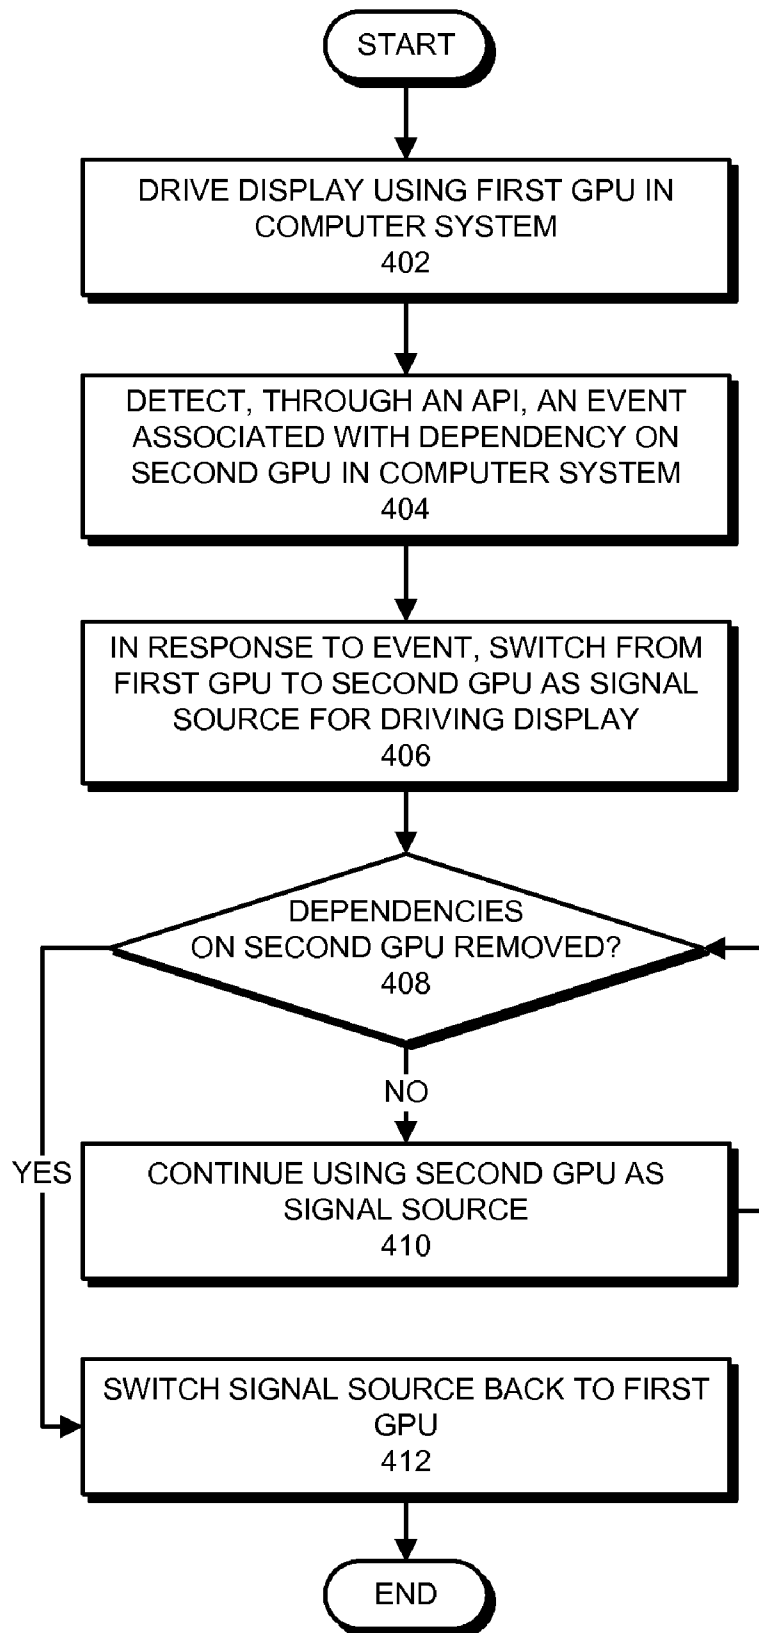 START
DRIVE DISPLAY USING FIRST GPU IN
COMPUTER SYSTEM
402
DETECT, THROUGH AN API, AN EVENT
ASSOCIATED WITH DEPENDENCY ON
SECOND GPU IN COMPUTER SYSTEM
404
IN RESPONSE TO EVENT, SWITCH FROM
FIRST GPU TO SECOND GPU AS SIGNAL
SOURCE FOR DRIVING DISPLAY
406
DEPENDENCIES
ON SECOND GPU REMOVED?
408
NO
YES
CONTINUE USING SECOND GPU AS
SIGNAL SOURCE
410
SWITCH SIGNAL SOURCE BACK TO FIRST
GPU
412
END